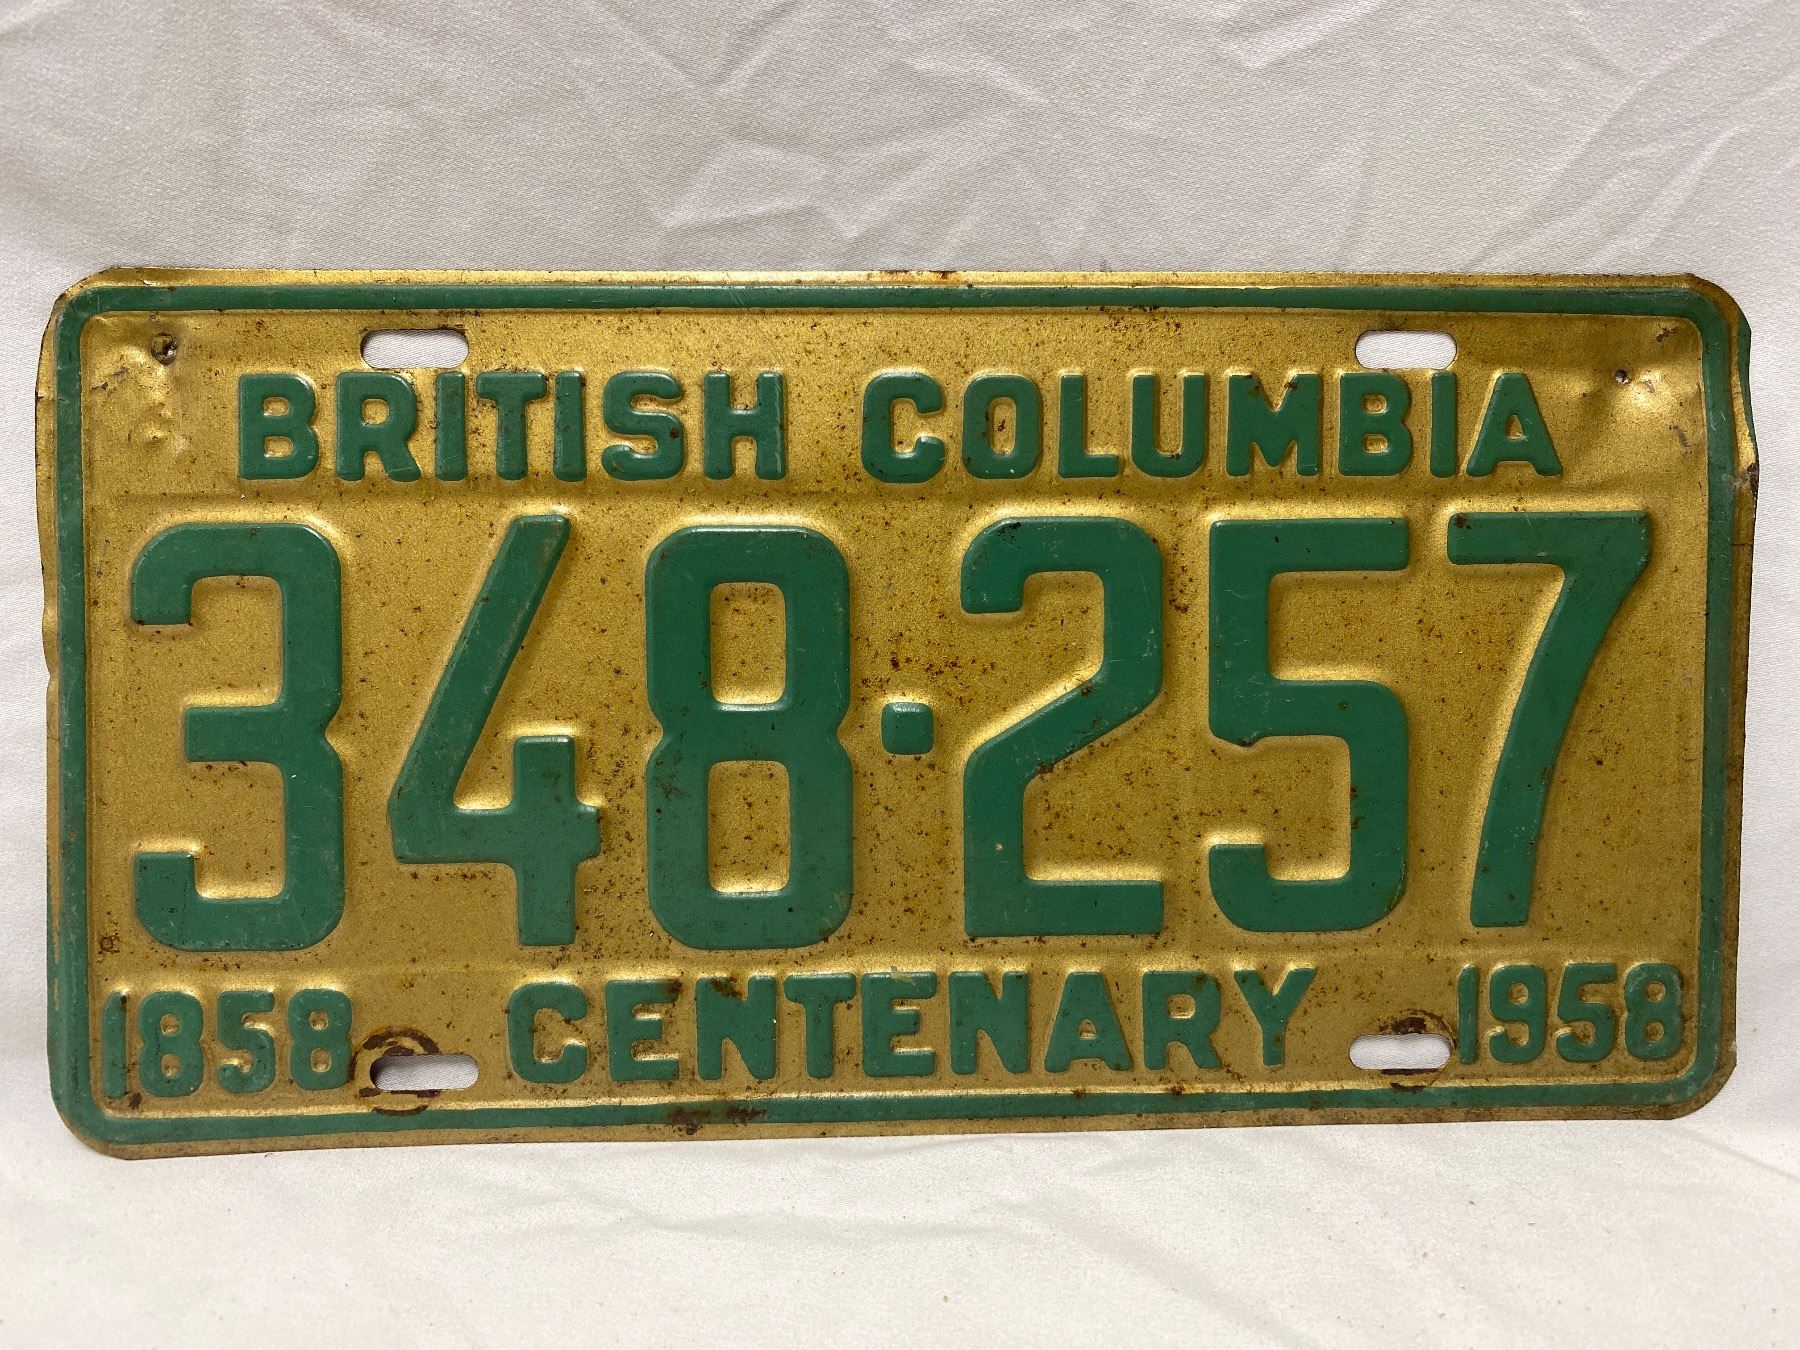 BRITISH COLUMBIA
348·257
1858 CENTENARY 1958